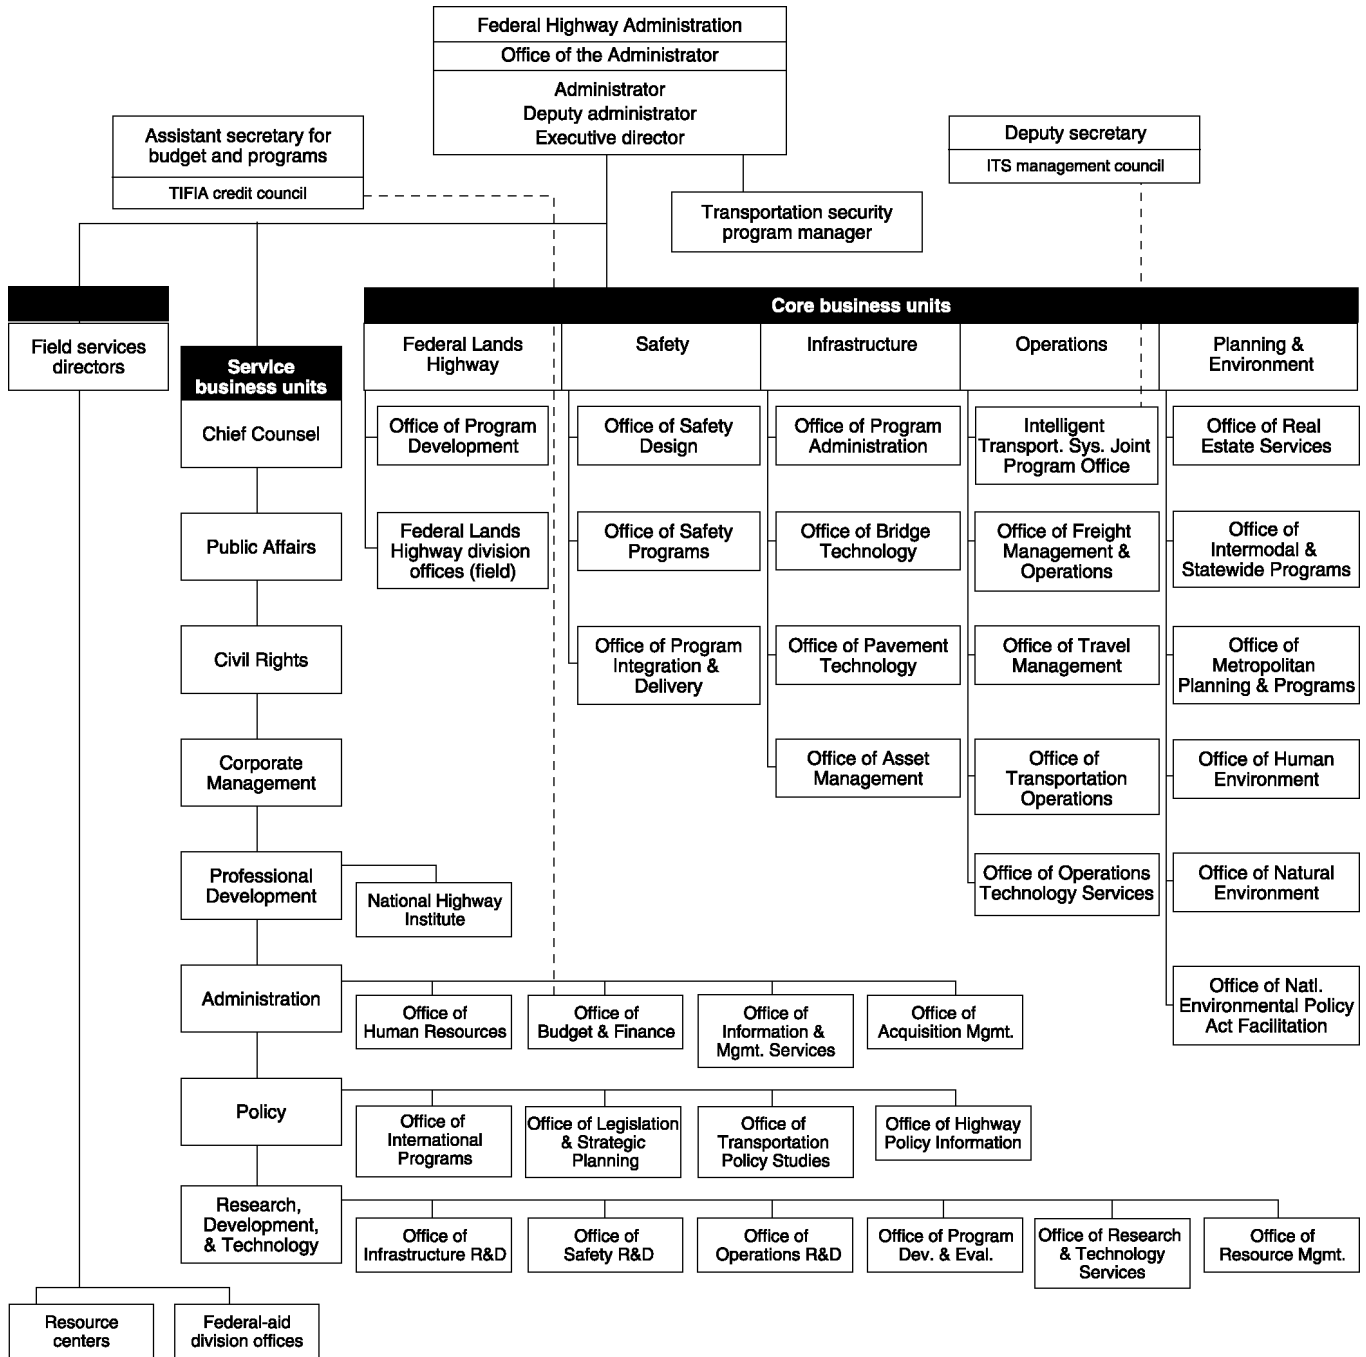 Federal Highway Administration
Office of the Administrator
Administrator
Deputy administrator
Executive director
Assistant secretary for
budget and programs
TIFIA credit council
Deputy secretary
ITS management council
Transportation security
program manager
Field services
directors
Service
business units
Chief Counsel
Public Affairs
Civil Rights
Corporate
Management
Professional
Development
National Highway
Institute
Administration
Office of
Human Resources
Office of
Budget & Finance
Office of
Information &
Mgmt. Services
Office of
Acquisition Mgmt.
Policy
Office of
International
Programs
Office of Legislation
& Strategic
Planning
Office of
Transportation
Policy Studies
Office of Highway
Policy Information
Research,
Development,
& Technology
Office of
Infrastructure R&D
Office of
Safety R&D
Office of
Operations R&D
Office of Program
Dev. & Eval.
Office of Research
& Technology
Services
Office of
Resource Mgmt.
Resource
centers
Federal-aid
division offices
Core business units
Federal Lands
Highway
Office of Program
Development
Federal Lands
Highway division
offices (field)
Safety
Office of Safety
Design
Office of Safety
Programs
Office of Program
Integration &
Delivery
Infrastructure
Office of Program
Administration
Office of Bridge
Technology
Office of Pavement
Technology
Office of Asset
Management
Operations
Intelligent
Transport. Sys. Joint
Program Office
Office of Freight
Management &
Operations
Office of Travel
Management
Office of
Transportation
Operations
Office of Operations
Technology Services
Planning &
Environment
Office of Real
Estate Services
Office of
Intermodal &
Statewide Programs
Office of
Metropolitan
Planning & Programs
Office of Human
Environment
Office of Natural
Environment
Office of Natl.
Environmental Policy
Act Facilitation